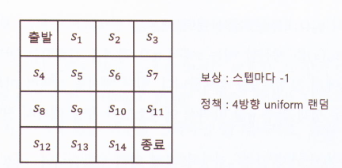 출발 S₁ S₂ S₃
S₄ S₅ S₆ S₇
보상 : 스텝마다 -1
정책 : 4방향 uniform 랜덤
S₈ S₉ S₁₀ S₁₁
S₁₂ S₁₃ S₁₄ 종료